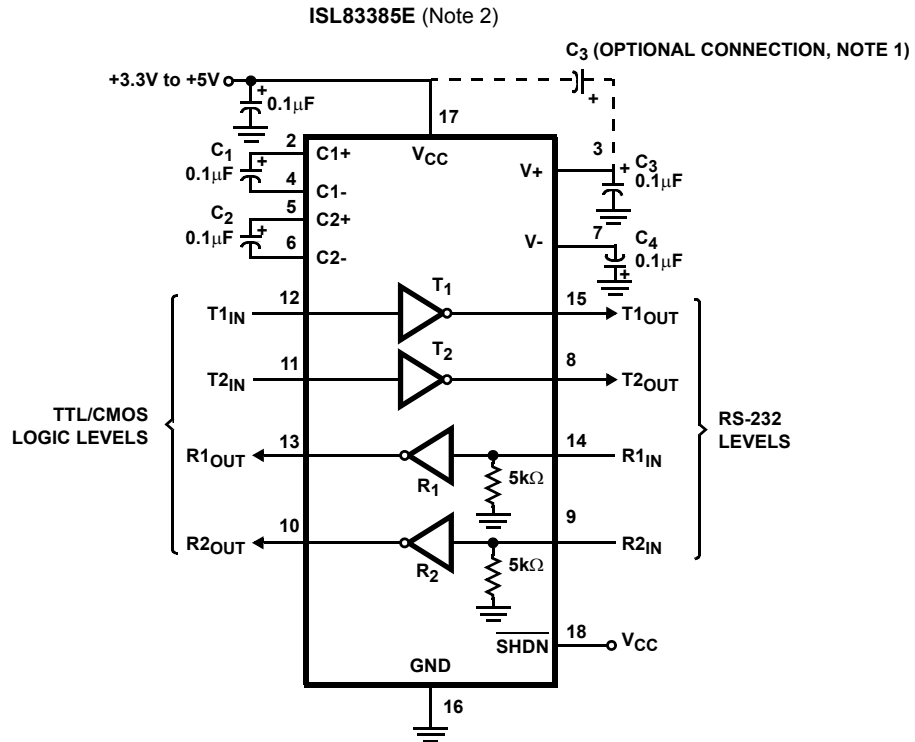 ISL83385E (Note 2)
C3 (OPTIONAL CONNECTION, NOTE 1)
+3.3V to +5V
+
0.1μF
+
17
2
C1
0.1μF
+
4
C1+
C1-
VCC
3
V+
+
C3
0.1μF
5
C2
0.1μF
+
6
C2+
C2-
7
V-
C4
0.1μF
+
T1IN
12
T1
15
T1OUT
T2IN
11
T2
8
T2OUT
TTL/CMOS
LOGIC LEVELS
RS-232
LEVELS
R1OUT
13
R1
5kΩ
14
R1IN
R2OUT
10
R2
5kΩ
9
R2IN
SHDN
18
VCC
GND
16